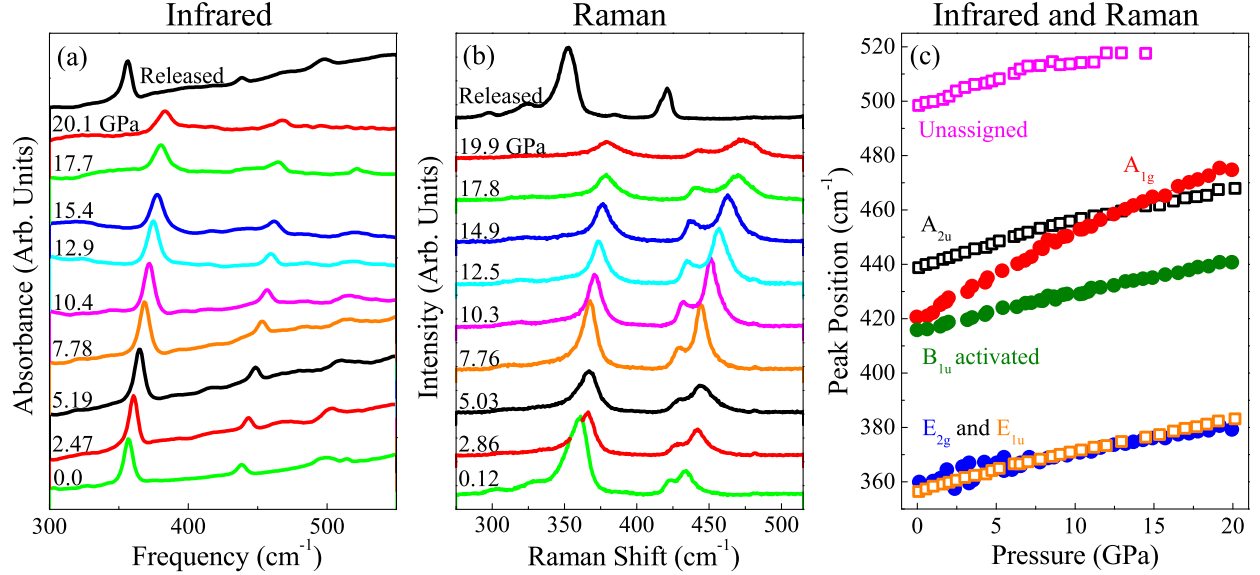 Infrared
Raman
Infrared and Raman
(a)
Released
20.1 GPa
17.7
15.4
12.9
10.4
7.78
5.19
2.47
0.0
Absorbance (Arb. Units)
300
400
500
Frequency (cm⁻¹)
(b)
Released
19.9 GPa
17.8
14.9
12.5
10.3
7.76
5.03
2.86
0.12
Intensity (Arb. Units)
300
350
400
450
500
Raman Shift (cm⁻¹)
(c)
520
500
480
460
440
420
400
380
360
Unassigned
A₁g
A₂u
B₁u activated
E₂g and E₁u
Peak Position (cm⁻¹)
0
5
10
15
20
Pressure (GPa)